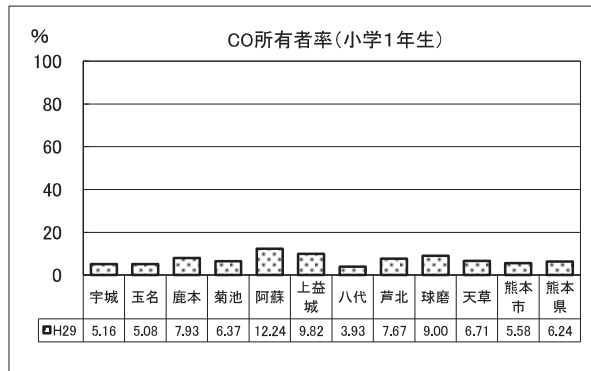 %
CO所有者率(小学1年生)
100
80
60
40
20
0
宇城 玉名 鹿本 菊池 阿蘇 上益城 八代 芦北 球磨 天草 熊本市 熊本県
H29 5.16 5.08 7.93 6.37 12.24 9.82 3.93 7.67 9.00 6.71 5.58 6.24